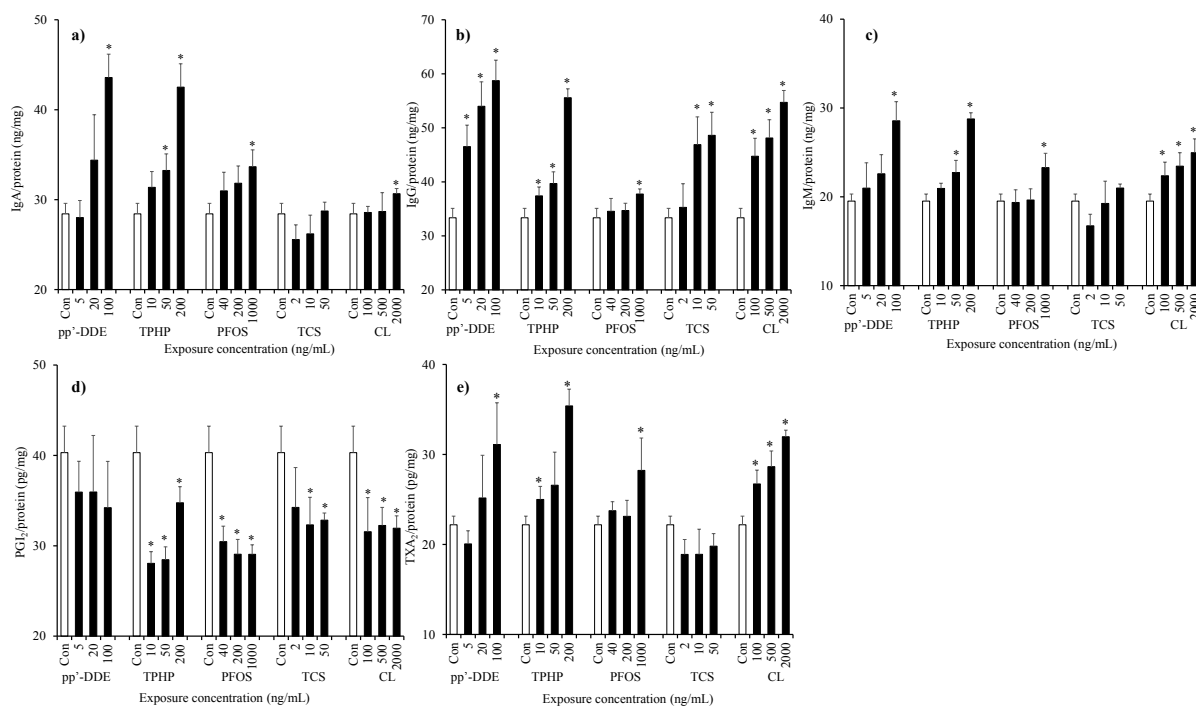 a)
IgA/protein (ng/mg)
50
40
30
20
* * * * *
Con 5 20 100 Con 10 50 200 Con 40 200 1000 Con 2 10 50 Con 100 500 2000
pp’-DDE TPHP PFOS TCS CL
Exposure concentration (ng/mL)
b)
IgG/protein (ng/mg)
70
60
50
40
30
20
* * * * * * * * * * * *
Con 5 20 100 Con 10 50 200 Con 40 200 1000 Con 2 10 50 Con 100 500 2000
pp’-DDE TPHP PFOS TCS CL
Exposure concentration (ng/mL)
c)
IgM/protein (ng/mg)
40
30
20
10
* * * * * * *
Con 5 20 100 Con 10 50 200 Con 40 200 1000 Con 2 10 50 Con 100 500 2000
pp’-DDE TPHP PFOS TCS CL
Exposure concentration (ng/mL)
d)
PGI₂/protein (pg/mg)
50
40
30
20
* * * * * * * * * * *
Con 5 20 100 Con 10 50 200 Con 40 200 1000 Con 2 10 50 Con 100 500 2000
pp’-DDE TPHP PFOS TCS CL
Exposure concentration (ng/mL)
e)
TXA₂/protein (pg/mg)
40
30
20
10
* * * * * * *
Con 5 20 100 Con 10 50 200 Con 40 200 1000 Con 2 10 50 Con 100 500 2000
pp’-DDE TPHP PFOS TCS CL
Exposure concentration (ng/mL)